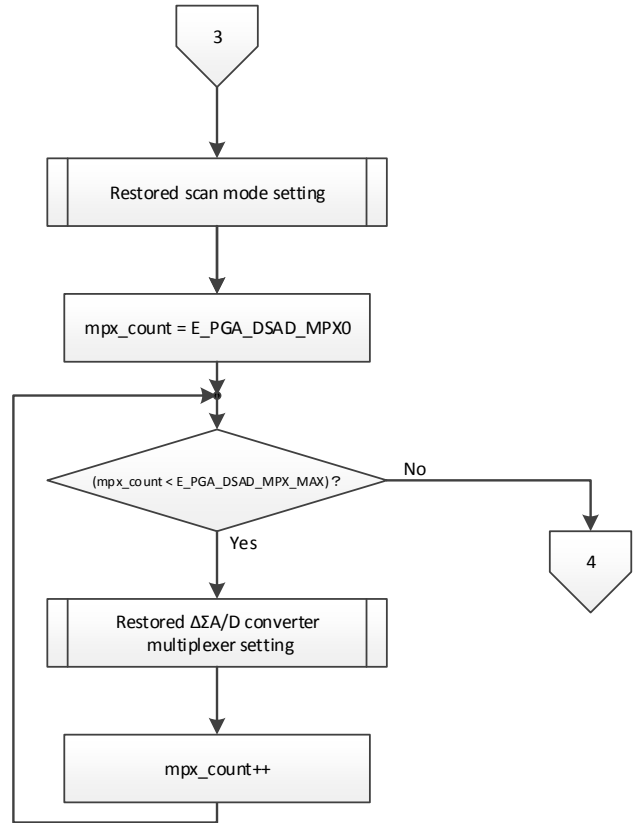 3
Restored scan mode setting
mpx_count = E_PGA_DSAD_MPX0
(mpx_count < E_PGA_DSAD_MPX_MAX) ?
No
4
Yes
Restored ΔΣA/D converter
multiplexer setting
mpx_count++